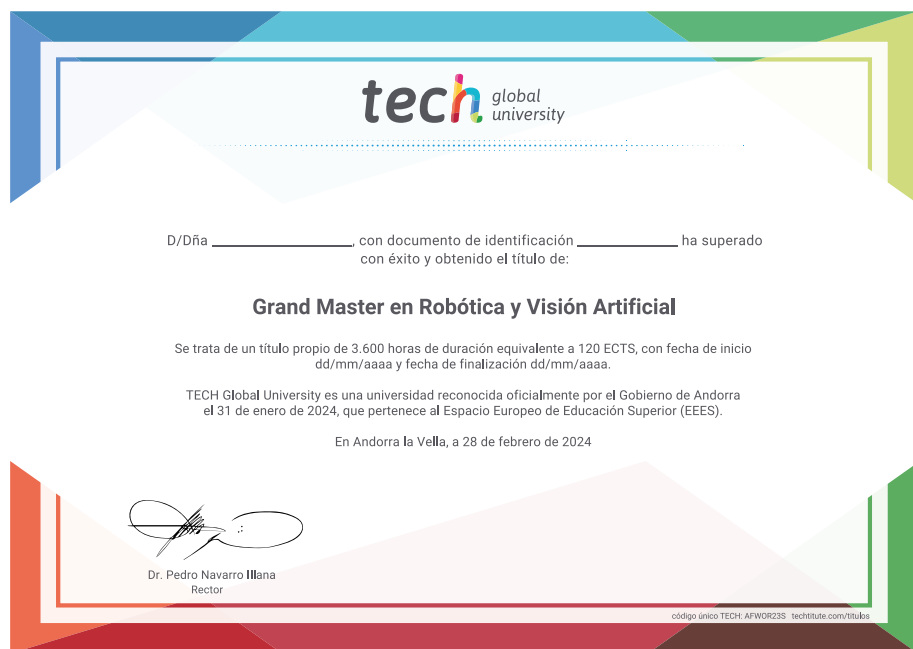 tech global university
D/Dña ________________, con documento de identificación ____________ ha superado
con éxito y obtenido el título de:
Grand Master en Robótica y Visión Artificial
Se trata de un título propio de 3.600 horas de duración equivalente a 120 ECTS, con fecha de inicio
dd/mm/aaaa y fecha de finalización dd/mm/aaaa.
TECH Global University es una universidad reconocida oficialmente por el Gobierno de Andorra
el 31 de enero de 2024, que pertenece al Espacio Europeo de Educación Superior (EEES).
En Andorra la Vella, a 28 de febrero de 2024
Dr. Pedro Navarro Illana
Rector
código único TECH: AFWOR23S techtitute.com/titulos